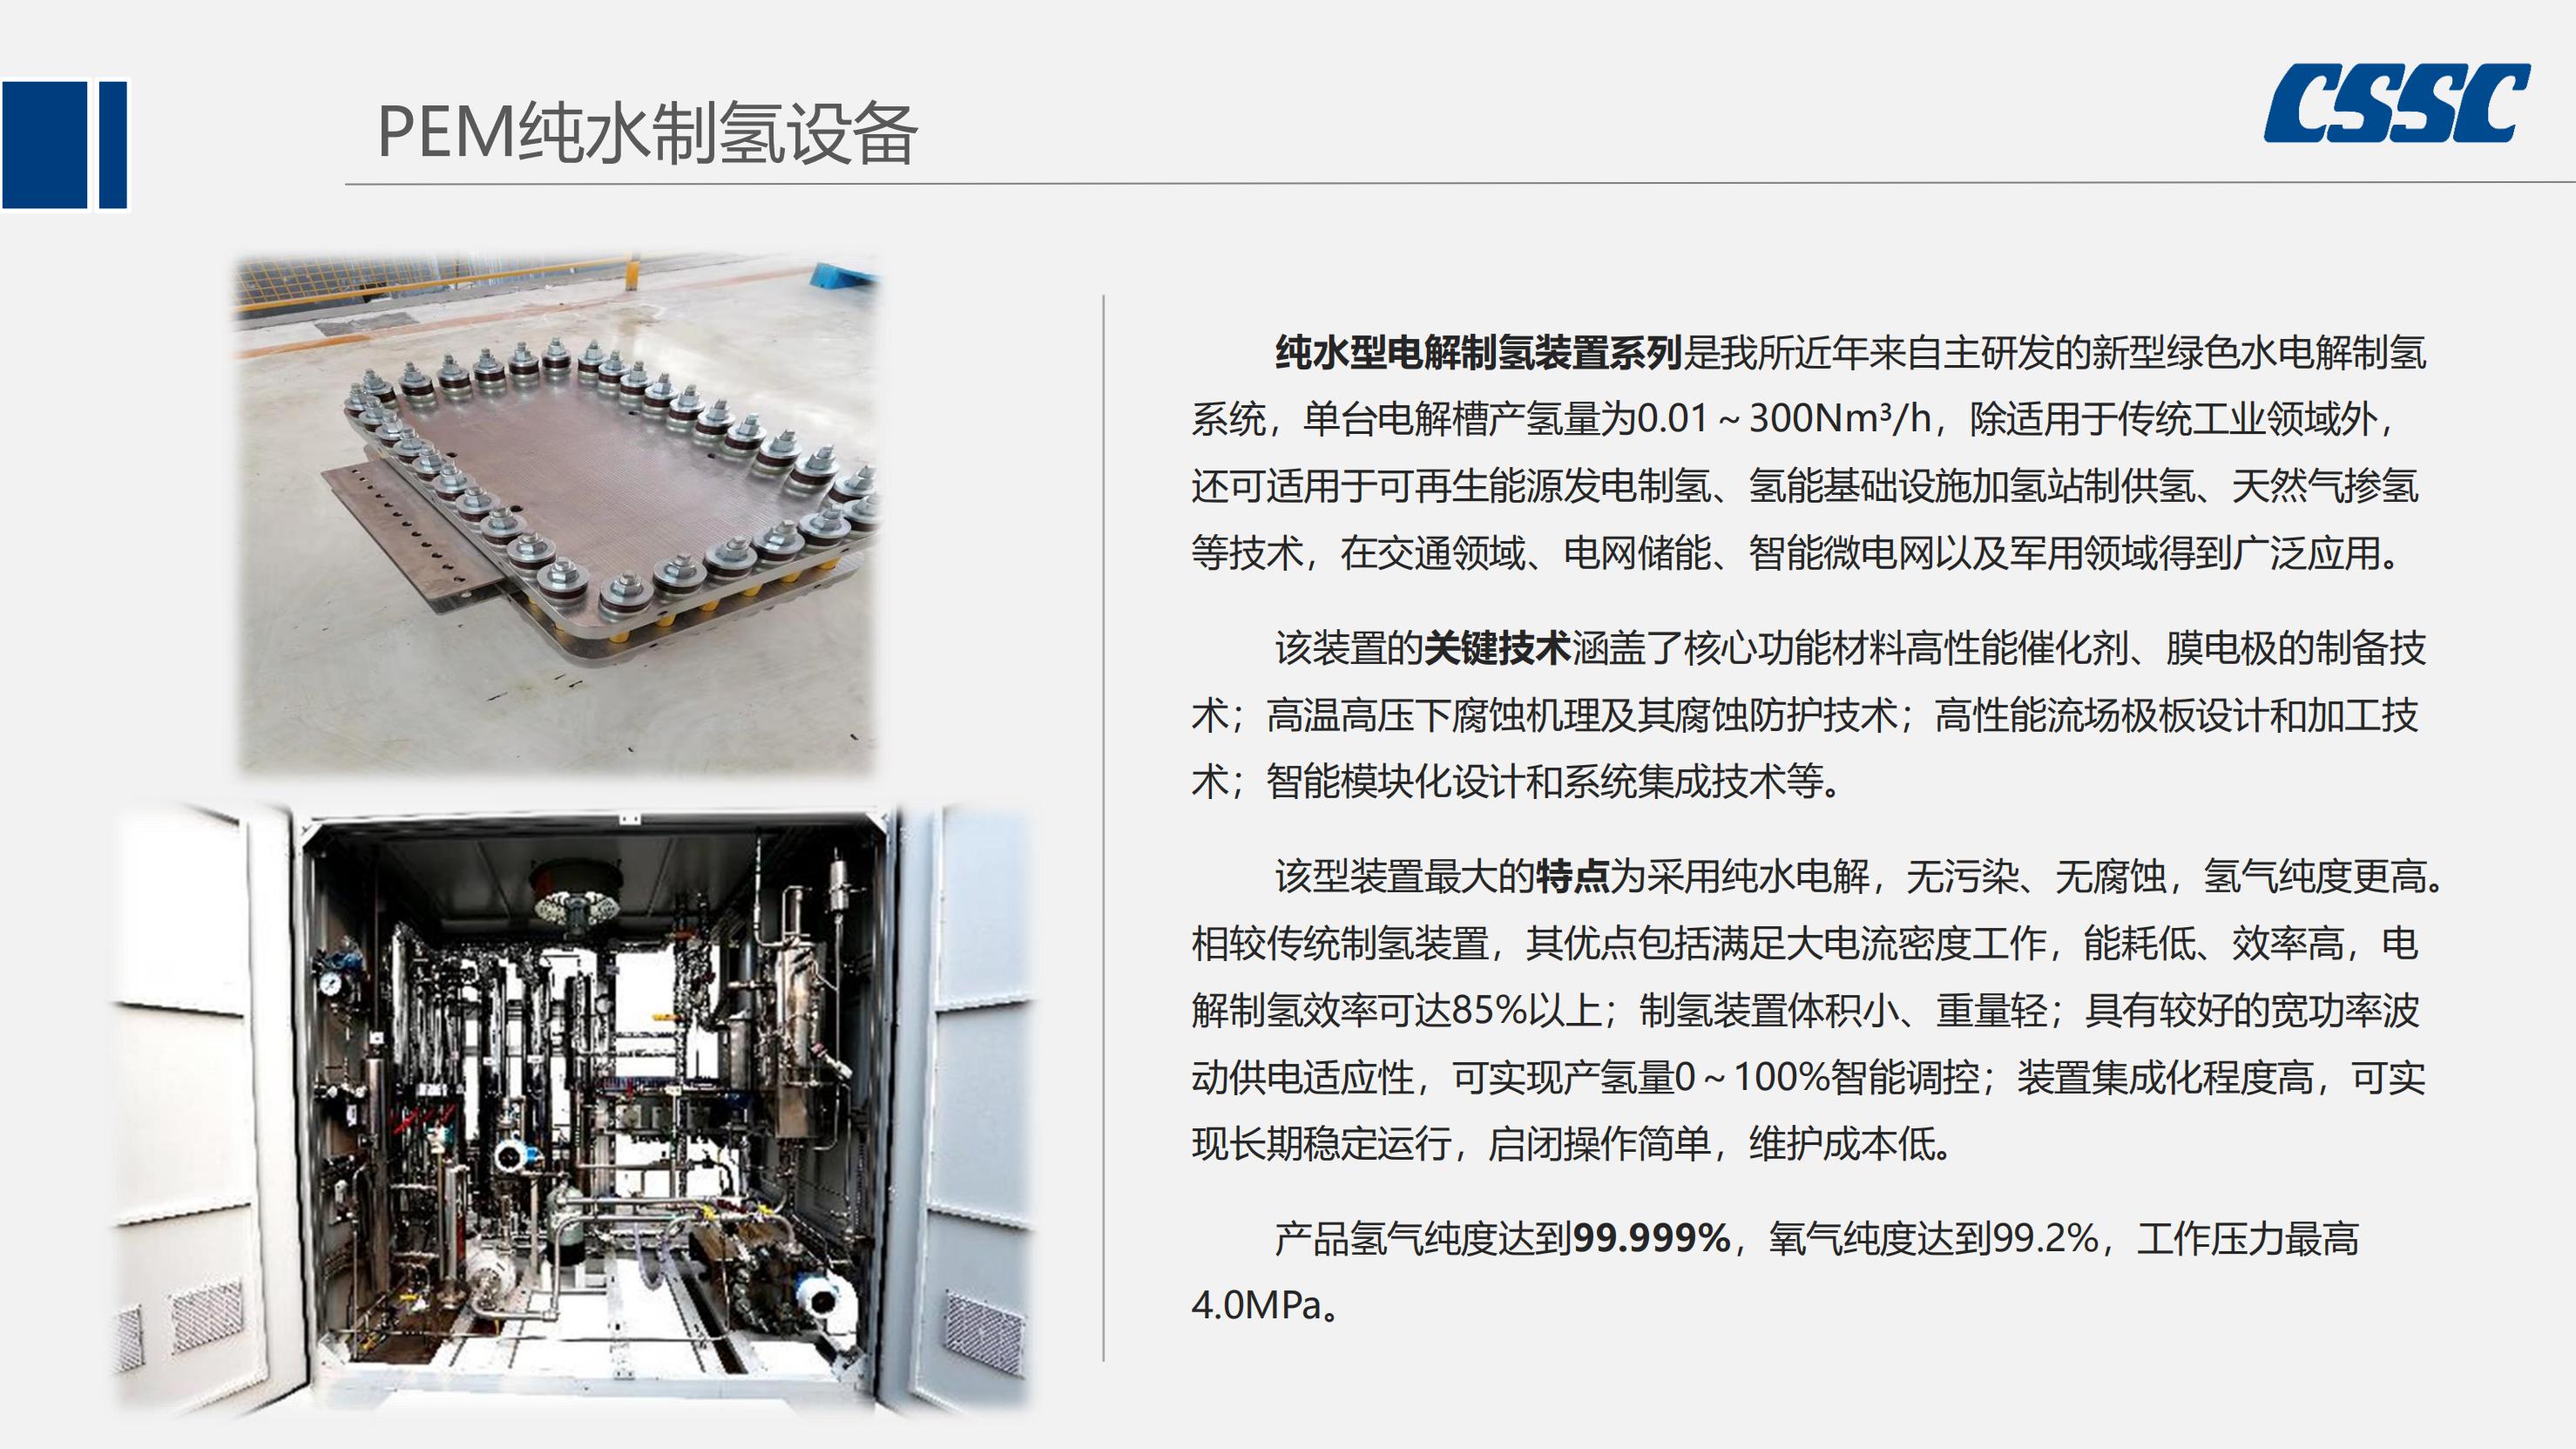 PEM纯水制氢设备
CSSC
纯水型电解制氢装置系列是我所近年来自主研发的新型绿色水电解制氢
系统，单台电解槽产氢量为0.01～300Nm³/h，除适用于传统工业领域外，
还可适用于可再生能源发电制氢、氢能基础设施加氢站制供氢、天然气掺氢
等技术，在交通领域、电网储能、智能微电网以及军用领域得到广泛应用。
该装置的关键技术涵盖了核心功能材料高性能催化剂、膜电极的制备技
术；高温高压下腐蚀机理及其腐蚀防护技术；高性能流场极板设计和加工技
术；智能模块化设计和系统集成技术等。
该型装置最大的特点为采用纯水电解，无污染、无腐蚀，氢气纯度更高。
相较传统制氢装置，其优点包括满足大电流密度工作，能耗低、效率高，电
解制氢效率可达85%以上；制氢装置体积小、重量轻；具有较好的宽功率波
动供电适应性，可实现产氢量0～100%智能调控；装置集成化程度高，可实
现长期稳定运行，启闭操作简单，维护成本低。
产品氢气纯度达到99.999%，氧气纯度达到99.2%，工作压力最高
4.0MPa。